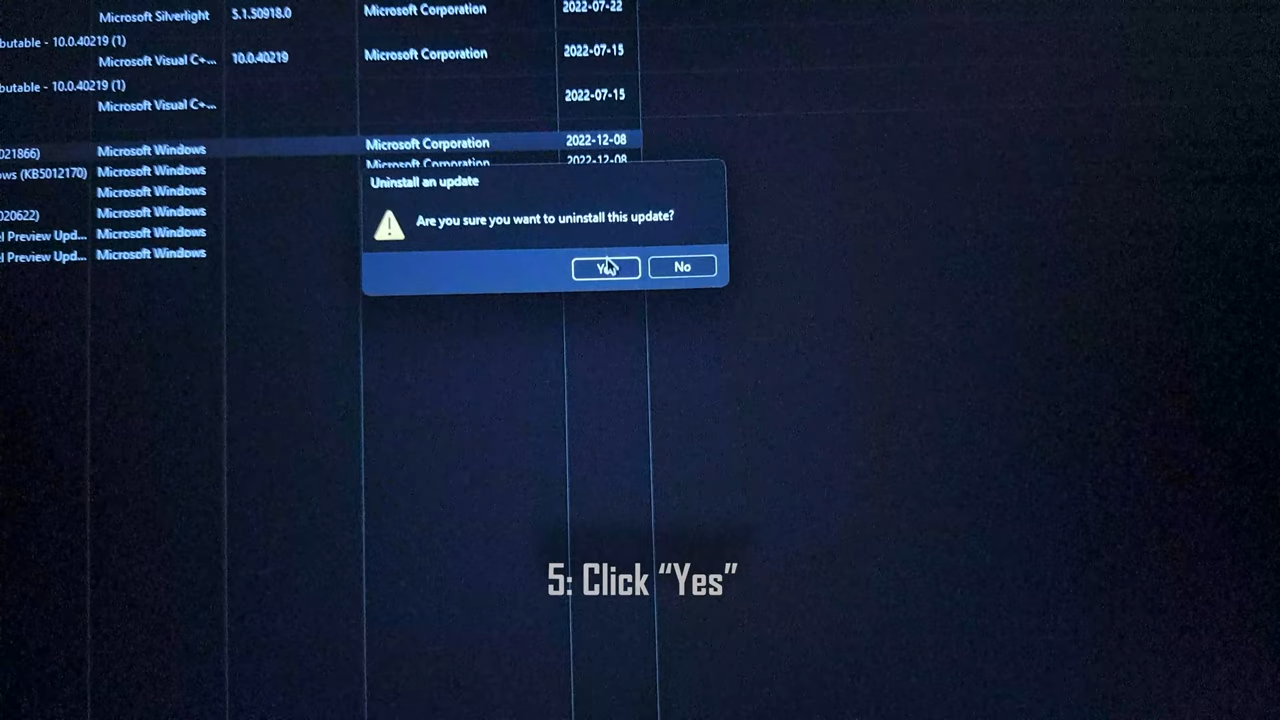 Microsoft Silverlight 5.1.50918.0 Microsoft Corporation 2022-07-22
butable - 10.0.40219 (1)
Microsoft Visual C+... 10.0.40219 Microsoft Corporation 2022-07-15
butable - 10.0.40219 (1)
Microsoft Visual C+... 2022-07-15
021866) Microsoft Windows Microsoft Corporation 2022-12-08
ows (KB5012170) Microsoft Windows Microsoft Corporation 2022-12-08
Microsoft Windows
020622) Microsoft Windows
l Preview Upd... Microsoft Windows
l Preview Upd... Microsoft Windows
Uninstall an update
Are you sure you want to uninstall this update?
Yes No
5: Click “Yes”